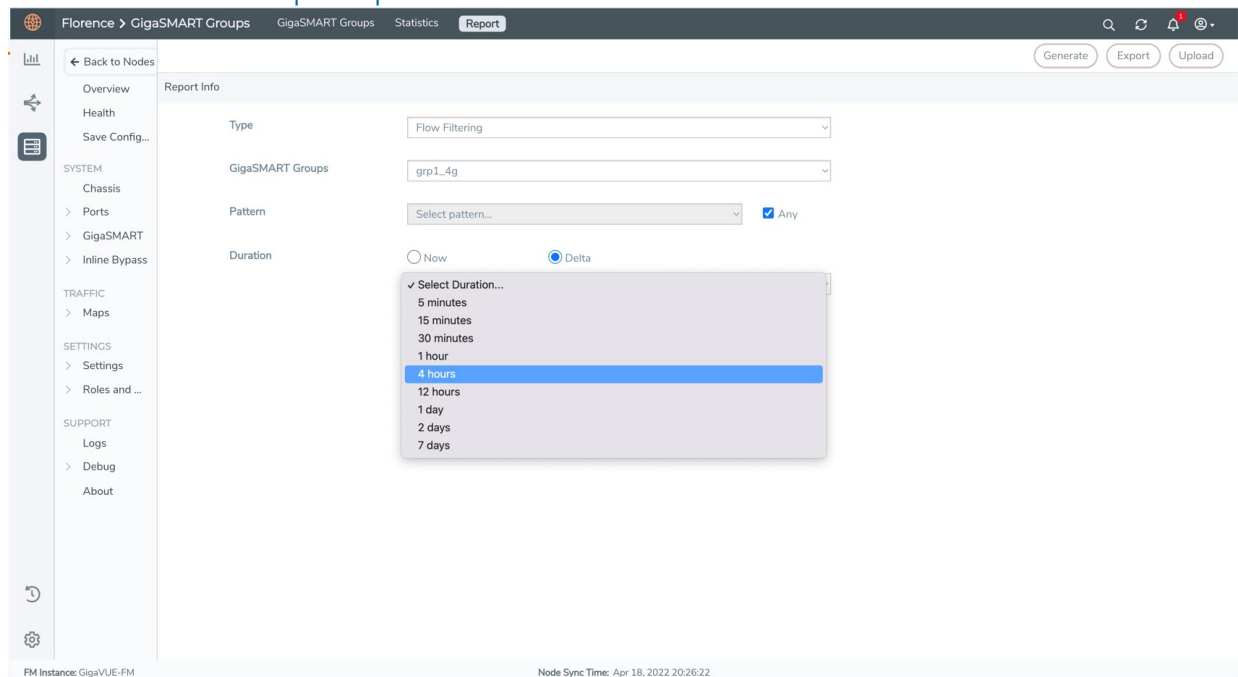 Florence > GigaSMART Groups GigaSMART Groups Statistics Report 1
← Back to Nodes Generate Export Upload
Overview
Health
Save Config...
SYSTEM
Chassis
> Ports
> GigaSMART
> Inline Bypass
TRAFFIC
> Maps
SETTINGS
> Settings
> Roles and ...
SUPPORT
Logs
> Debug
About
Report Info
Type Flow Filtering
GigaSMART Groups grp1_4g
Pattern Select pattern... Any
Duration Now Delta
✓ Select Duration...
5 minutes
15 minutes
30 minutes
1 hour
4 hours
12 hours
1 day
2 days
7 days
FM Instance: GigaVUE-FM Node Sync Time: Apr 18, 2022 20:26:22